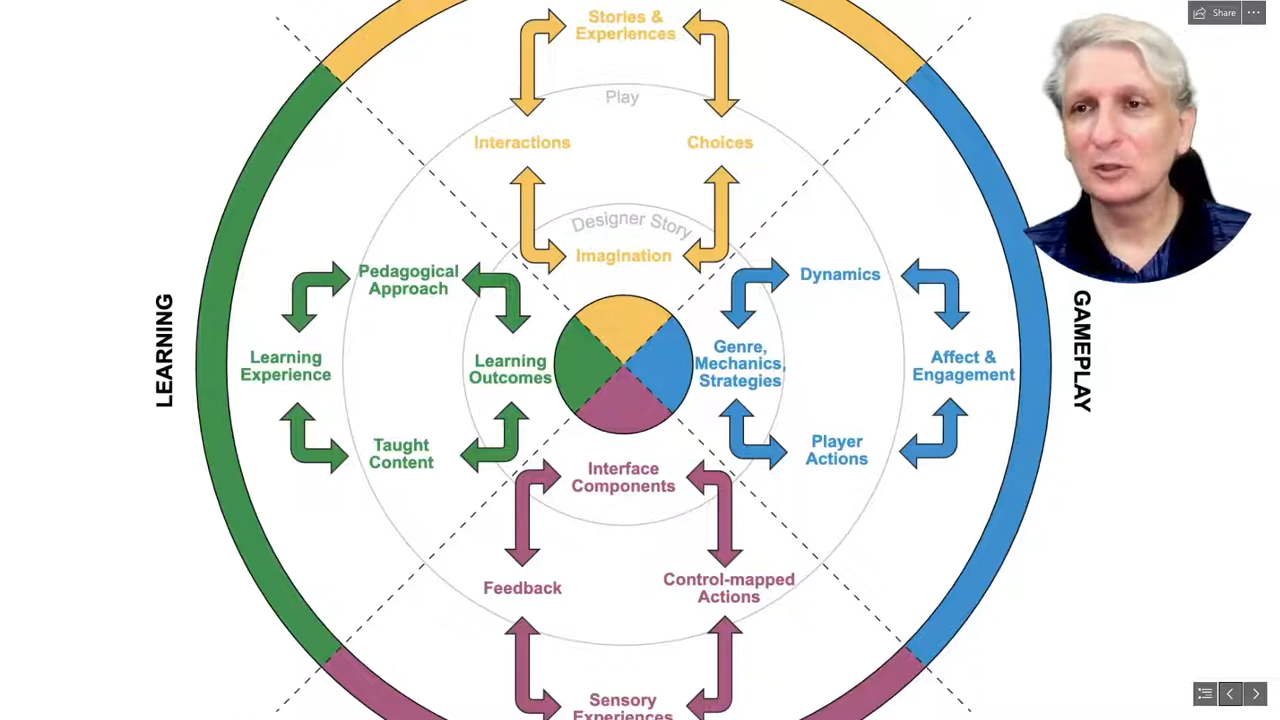 Share
Stories &
Experiences
Play
Interactions
Choices
Designer Story
Imagination
Pedagogical
Approach
Dynamics
LEARNING
GAMEPLAY
Learning
Experience
Learning
Outcomes
Genre,
Mechanics,
Strategies
Affect &
Engagement
Taught
Content
Player
Actions
Interface
Components
Feedback
Control-mapped
Actions
Sensory
Experiences